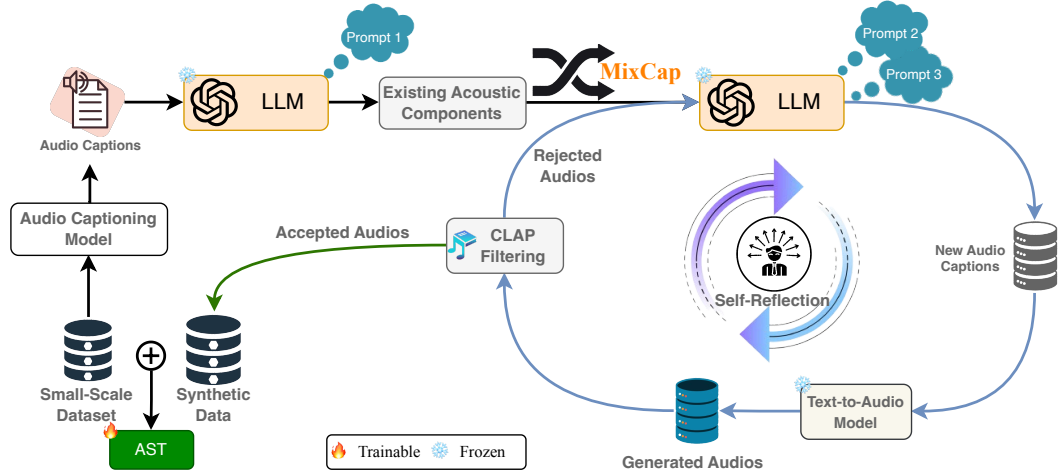 Prompt 1
Prompt 2
Prompt 3
LLM
Existing Acoustic
Components
MixCap
LLM
Audio Captions
Rejected
Audios
Audio Captioning
Model
Accepted Audios
CLAP
Filtering
New Audio
Captions
Self-Reflection
Small-Scale
Dataset
Synthetic
Data
Text-to-Audio
Model
AST
Trainable
Frozen
Generated Audios